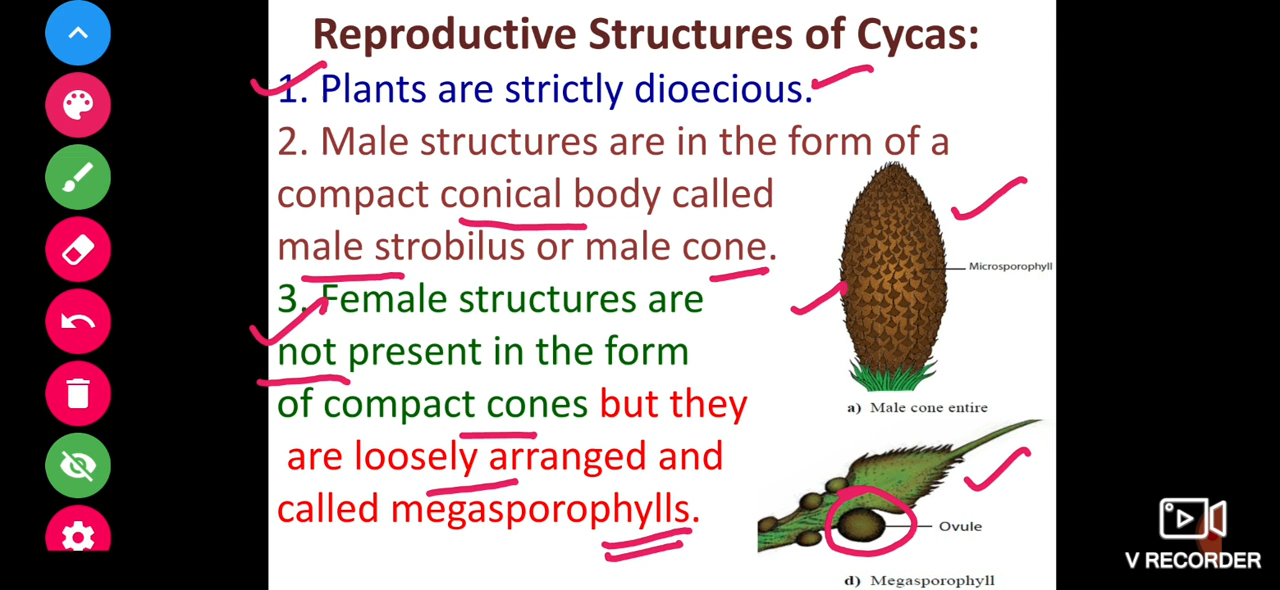 Reproductive Structures of Cycas:
1. Plants are strictly dioecious.
2. Male structures are in the form of a
compact conical body called
male strobilus or male cone.
3. Female structures are
not present in the form
of compact cones but they
are loosely arranged and
called megasporophylls.
Microsporophyll
a) Male cone entire
Ovule
d) Megasporophyll
V RECORDER